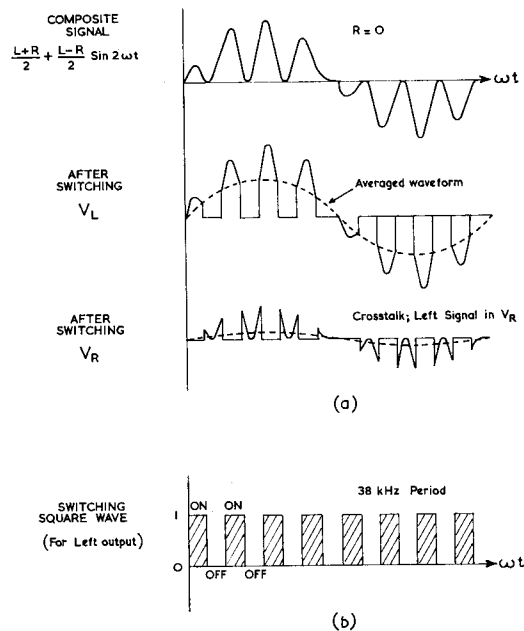 COMPOSITE
SIGNAL
L+R/2 + L-R/2 Sin 2ωt
R = O
ωt
AFTER
SWITCHING
V_L
Averaged waveform
AFTER
SWITCHING
V_R
Crosstalk; Left Signal in V_R
(a)
SWITCHING
SQUARE WAVE
(For Left output)
38 kHz Period
1
ON ON
O
OFF OFF
ωt
(b)